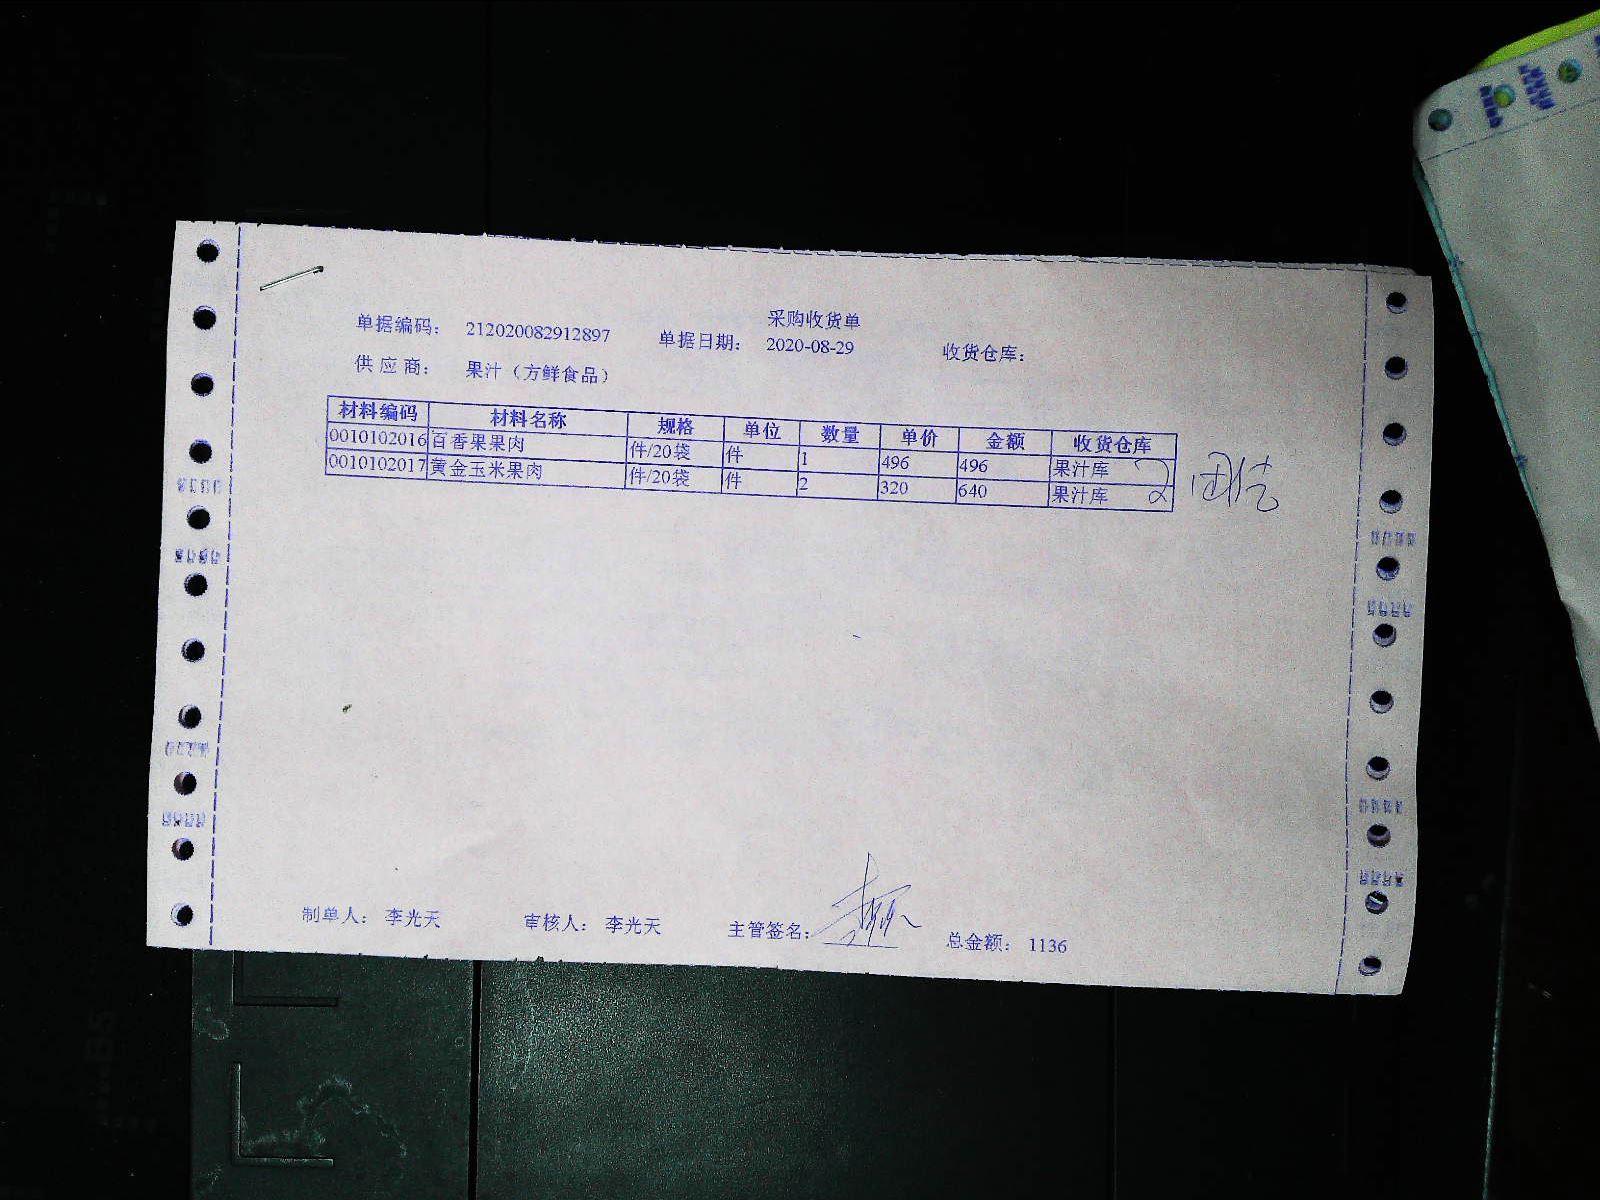 采购收货单
单据编码： 212020082912897 单据日期： 2020-08-29 收货仓库：
供 应 商： 果汁（方鲜食品）
材料编码 材料名称 规格 单位 数量 单价 金额 收货仓库
0010102016 百香果果肉 件/20袋 件 1 496 496 果汁库
0010102017 黄金玉米果肉 件/20袋 件 2 320 640 果汁库
制单人： 李光天 审核人： 李光天 主管签名： 总金额： 1136